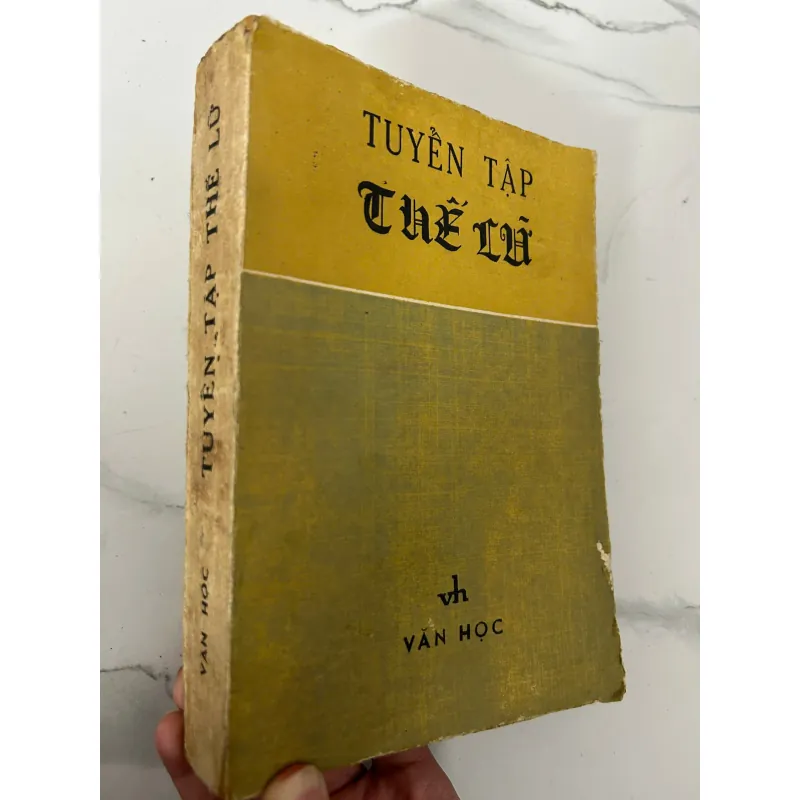 TUYỂN TẬP
THẾ LỮ
vh
VĂN HỌC
VĂN HỌC TUYỂN TẬP THẾ LỮ